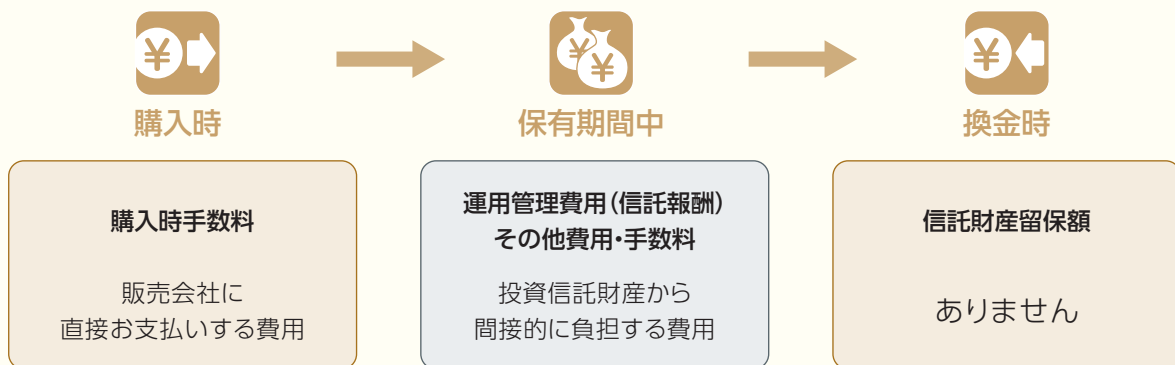 購入時
保有期間中
換金時
購入時手数料
販売会社に
直接お支払いする費用
運用管理費用(信託報酬)
その他費用・手数料
投資信託財産から
間接的に負担する費用
信託財産留保額
ありません